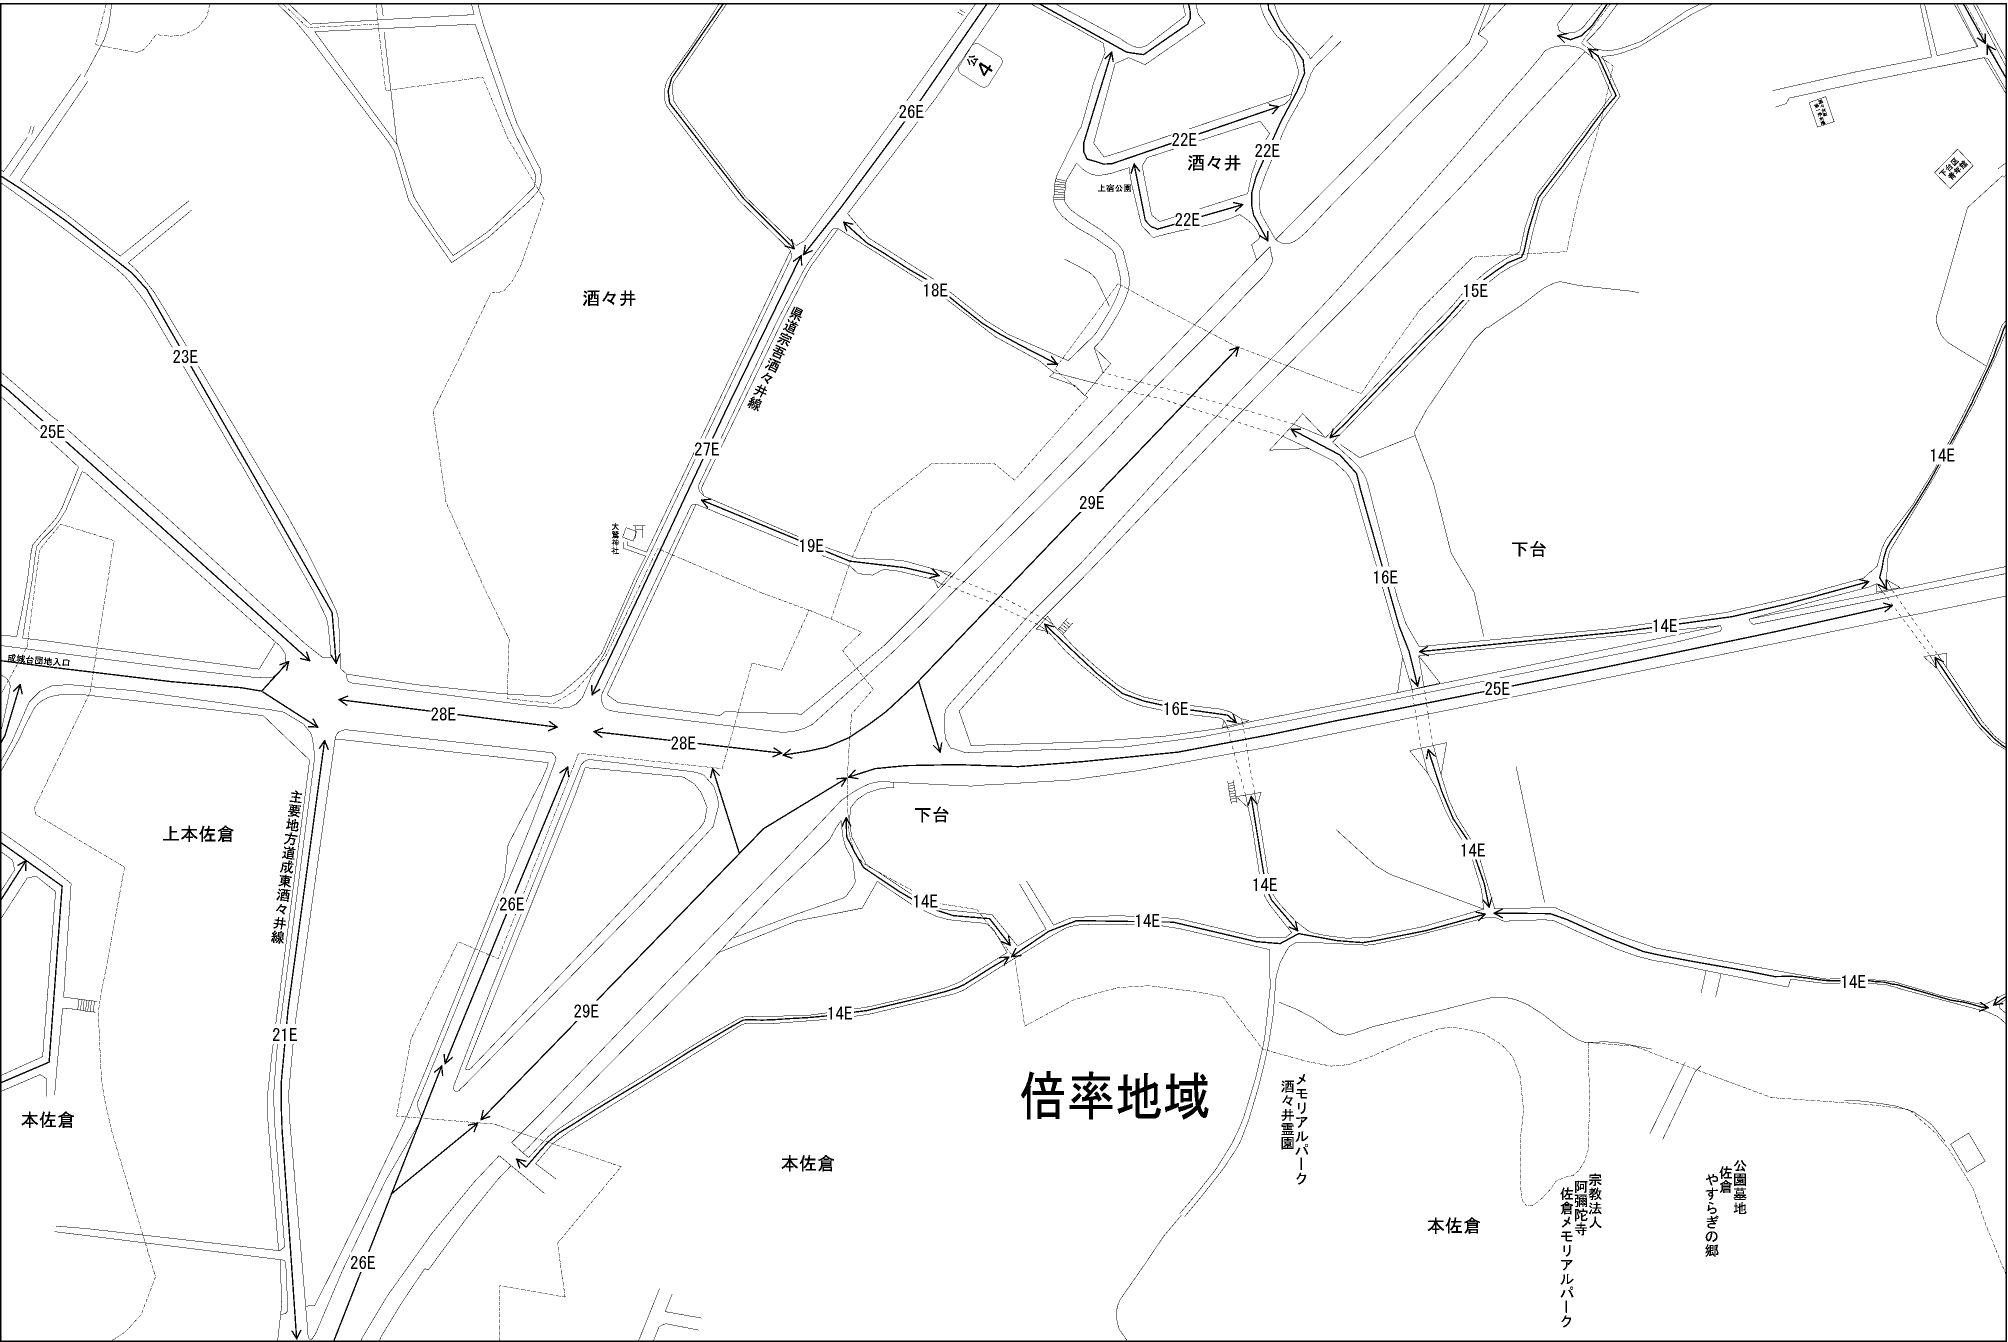 公
4
26E
22E
22E
酒々井
上宿公園
22E
下台区
青年館
18E
15E
酒々井
県道宗吾酒々井線
23E
25E
27E
14E
29E
大鷲神社
19E
下台
16E
14E
成城台団地入口
25E
28E
16E
28E
下台
上本佐倉
主要地方道成東酒々井線
14E
14E
26E
14E
14E
14E
29E
14E
21E
倍率地域
メモリアルパーク
酒々井霊園
本佐倉
本佐倉
公園墓地
佐倉
やすらぎの郷
宗教法人
阿彌陀寺
佐倉メモリアルパーク
本佐倉
26E